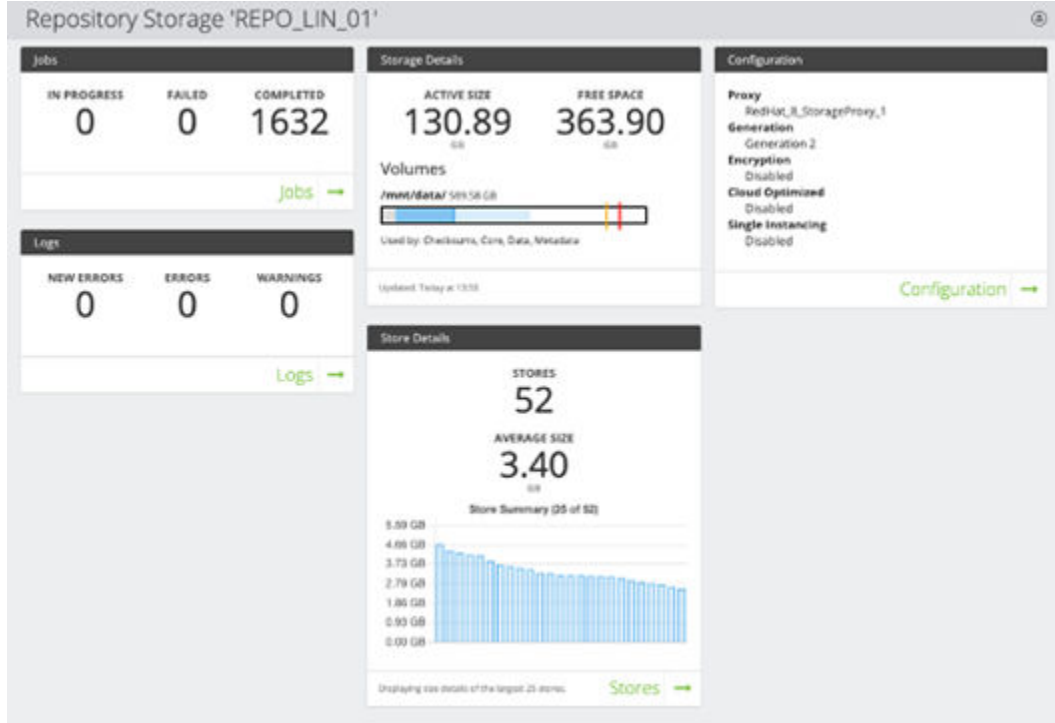 Repository Storage 'REPO_LIN_01'
Jobs
IN PROGRESS FAILED COMPLETED
0 0 1632
Jobs →
Logs
NEW ERRORS ERRORS WARNINGS
0 0 0
Logs →
Storage Details
ACTIVE SIZE FREE SPACE
130.89 363.90
GB GB
Volumes
/mnt/data/ 589.58 GB
Used by: Checksums, Core, Data, Metadata
Updated: Today at
Store Details
STORES
52
AVERAGE SIZE
3.40
GB
Store Summary (25 of 52)
5.59 GB
4.66 GB
3.73 GB
2.79 GB
1.86 GB
0.93 GB
0.00 GB
Displaying size details of the largest 25 stores.
Stores →
Configuration
Proxy
RedHat_8_StorageProxy_1
Generation
Generation 2
Encryption
Disabled
Cloud Optimized
Disabled
Single Instancing
Disabled
Configuration →